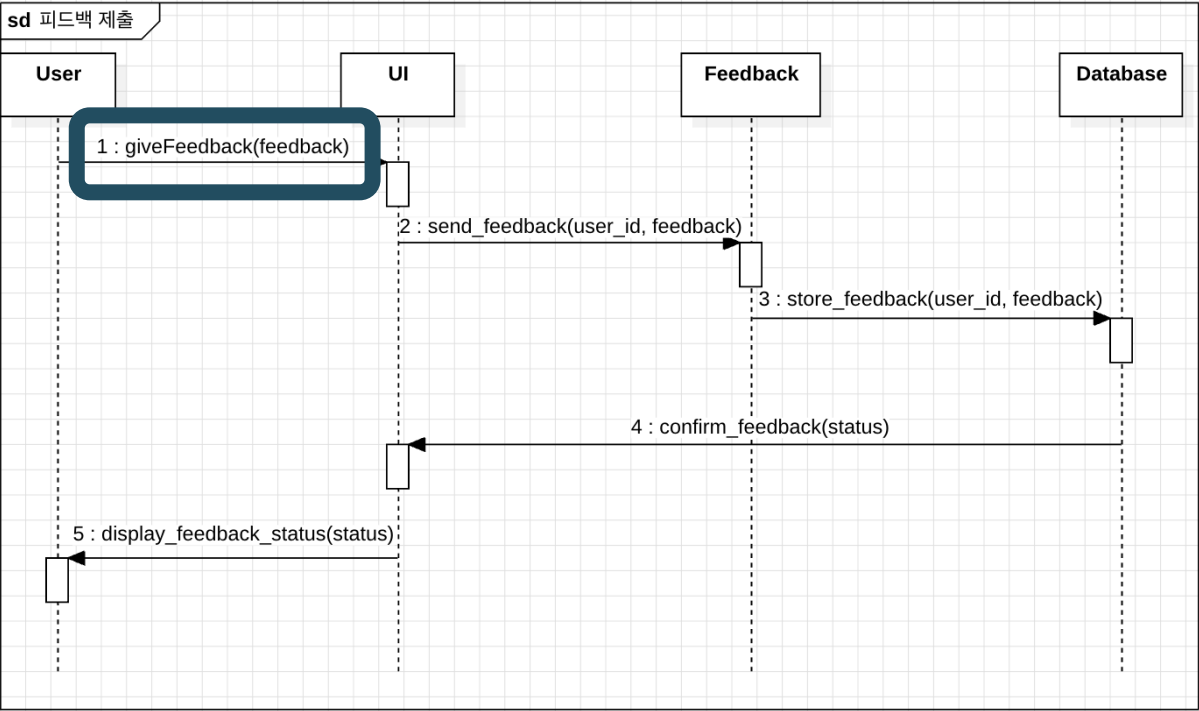 sd 피드백 제출
User
UI
Feedback
Database
1 : giveFeedback(feedback)
2 : send_feedback(user_id, feedback)
3 : store_feedback(user_id, feedback)
4 : confirm_feedback(status)
5 : display_feedback_status(status)